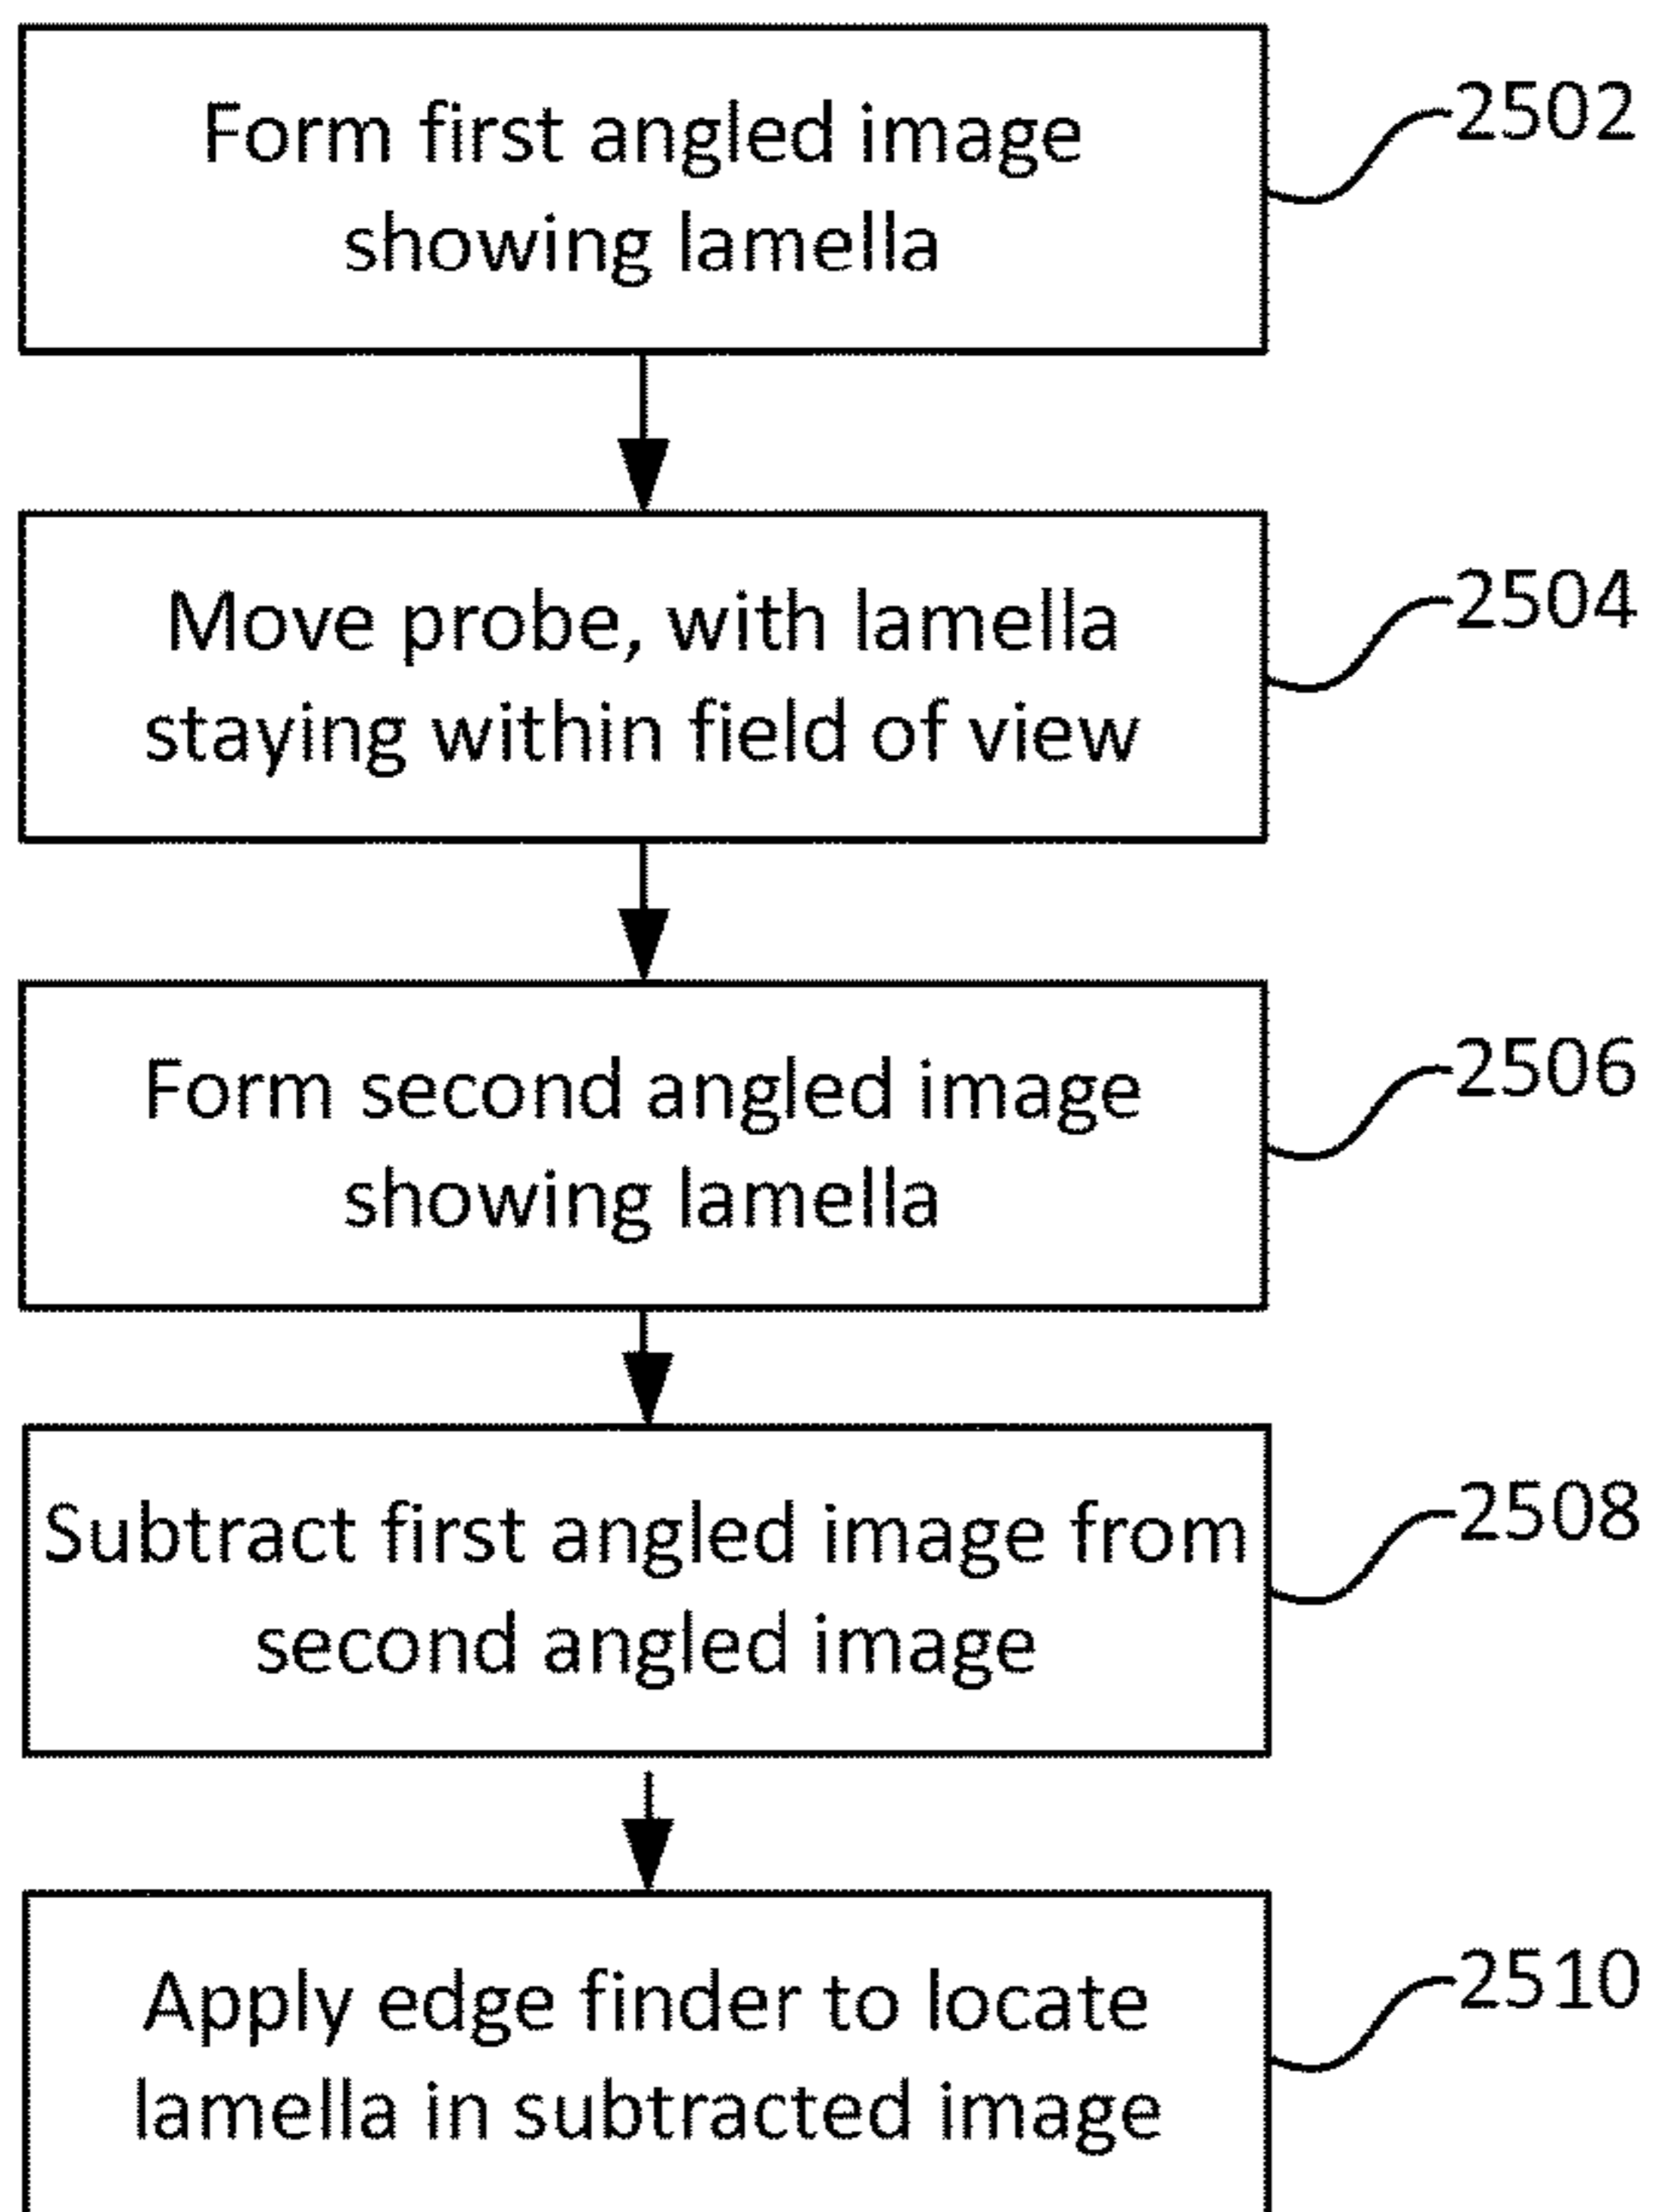 Form first angled image
showing lamella
2502
Move probe, with lamella
staying within field of view
2504
Form second angled image
showing lamella
2506
Subtract first angled image from
second angled image
2508
Apply edge finder to locate
lamella in subtracted image
2510